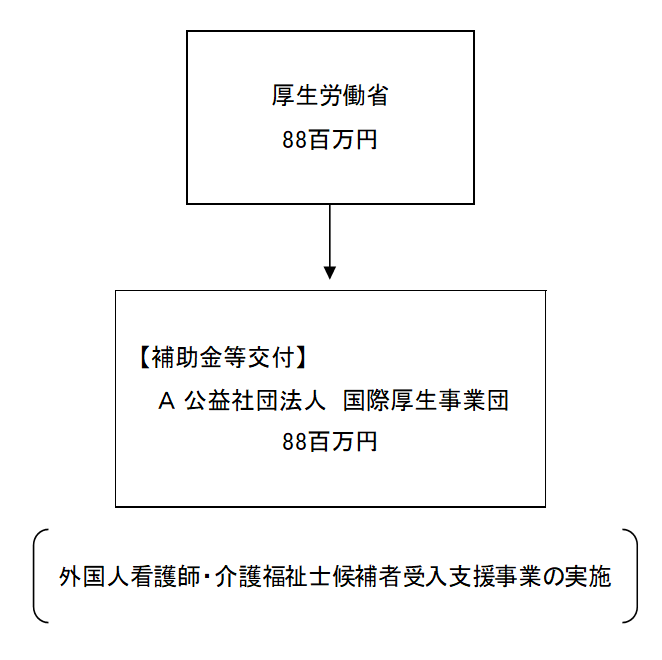 厚生労働省
88百万円
【補助金等交付】
A 公益社団法人　国際厚生事業団
88百万円
外国人看護師・介護福祉士候補者受入支援事業の実施